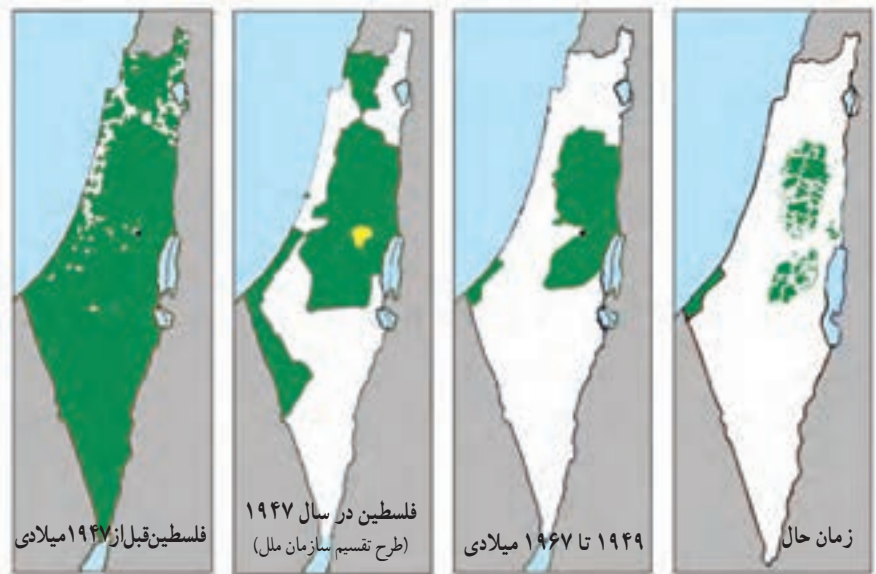 زمان حال
۱۹۴۹ تا ۱۹۶۷ میلادی
فلسطین در سال ۱۹۴۷
(طرح تقسیم سازمان ملل)
فلسطین‌قبل‌از۱۹۴۷میلادی